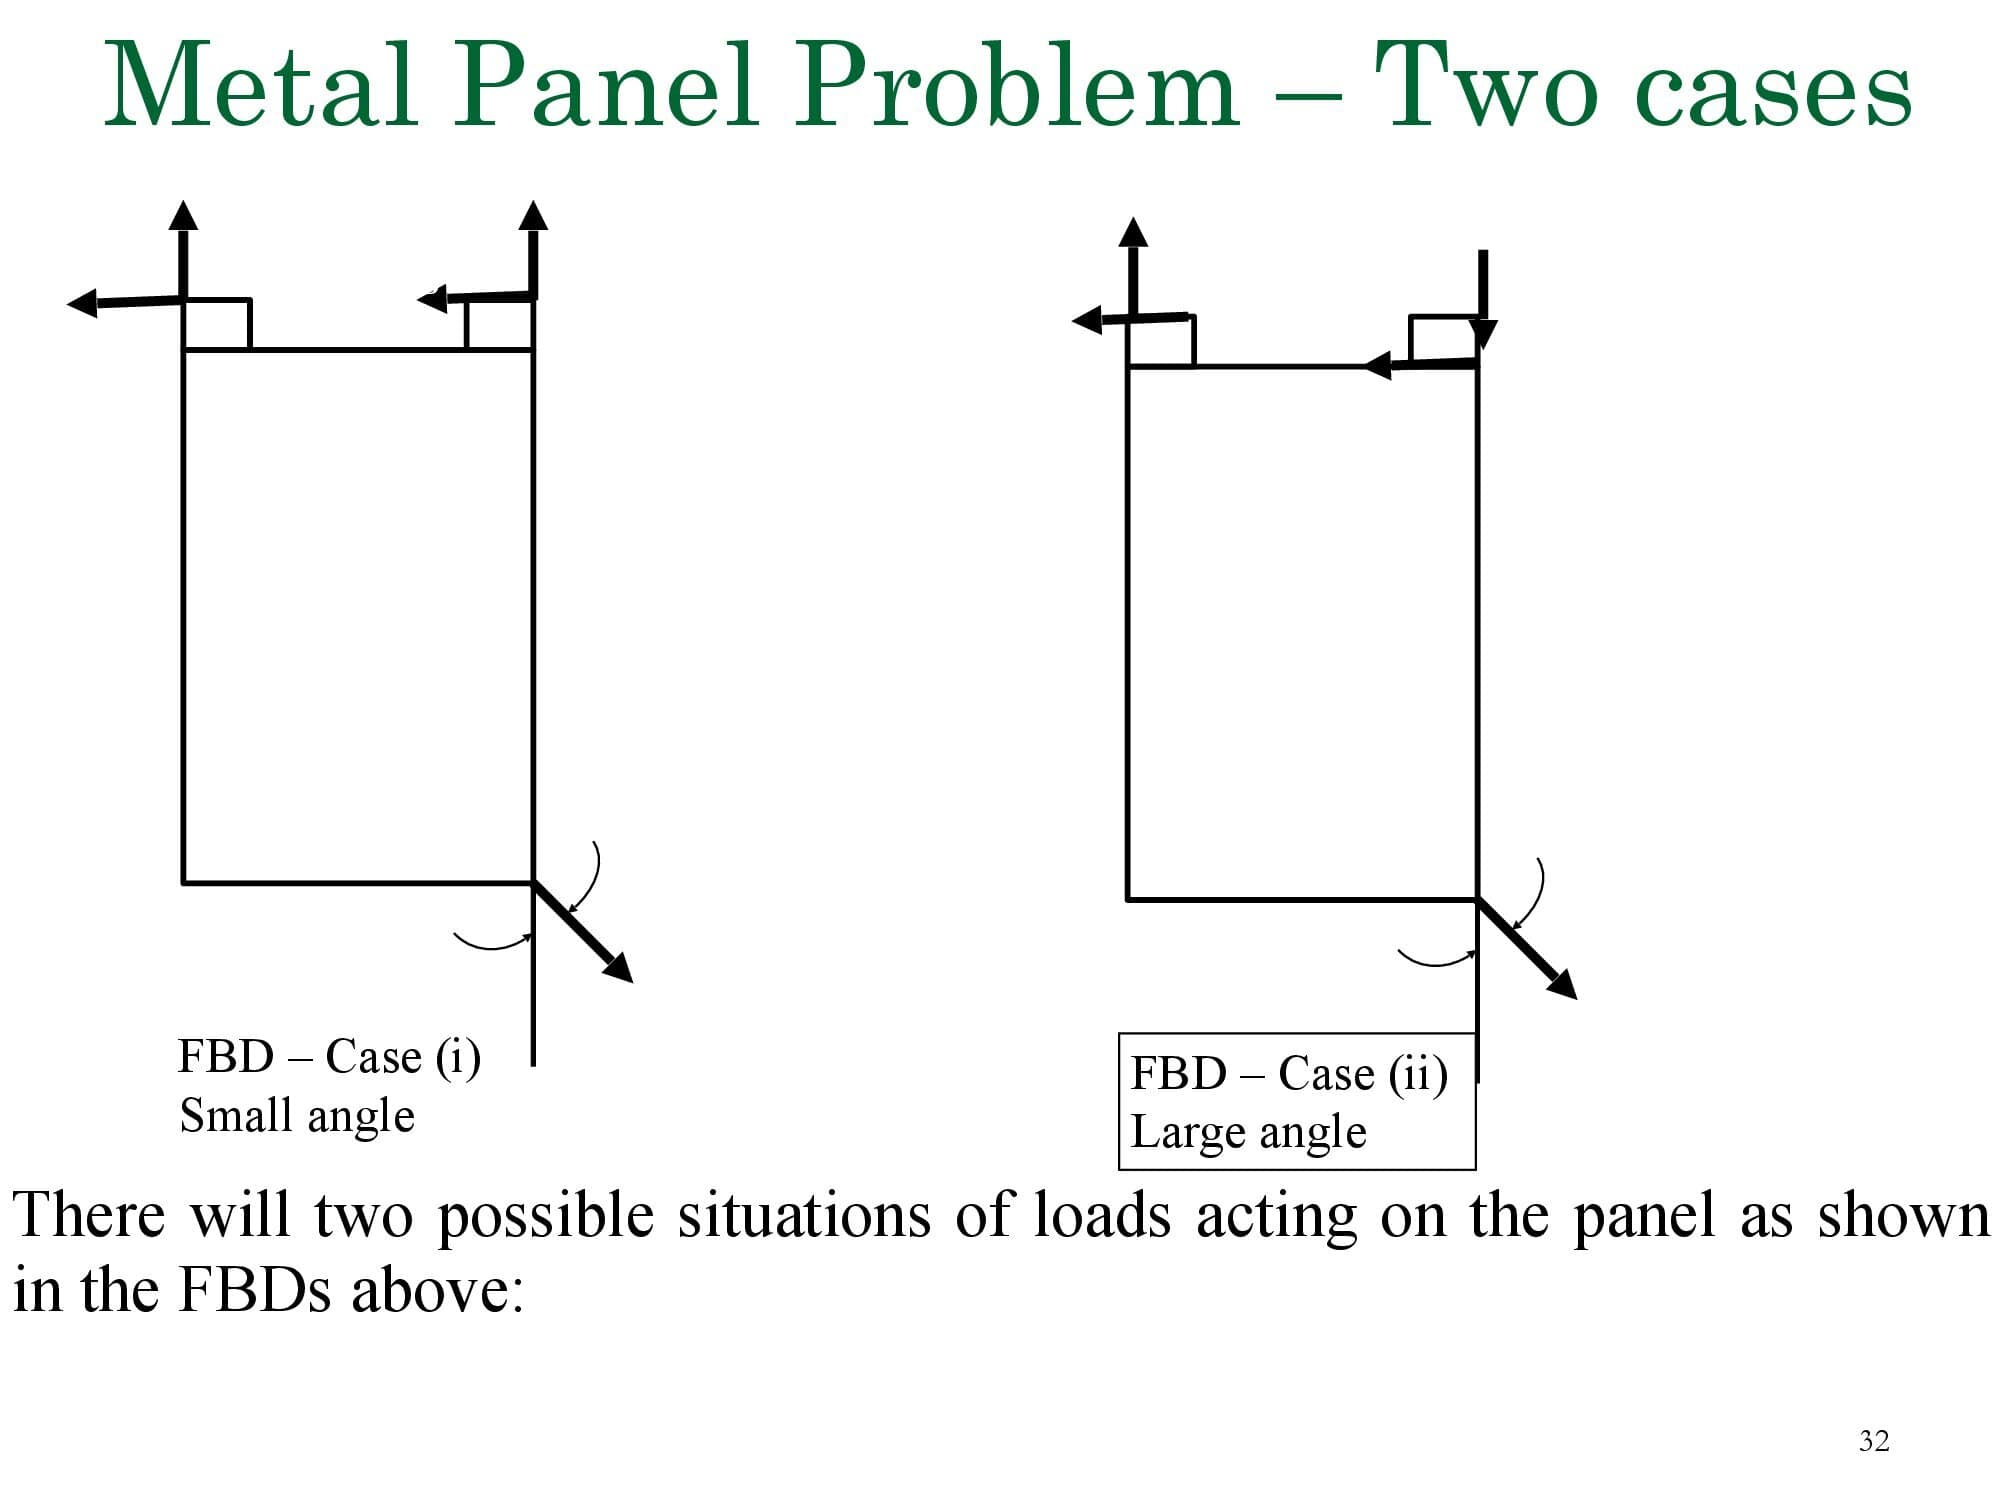 Metal Panel Problem – Two cases
FBD – Case (i)
Small angle
FBD – Case (ii)
Large angle
There will two possible situations of loads acting on the panel as shown
in the FBDs above:
32